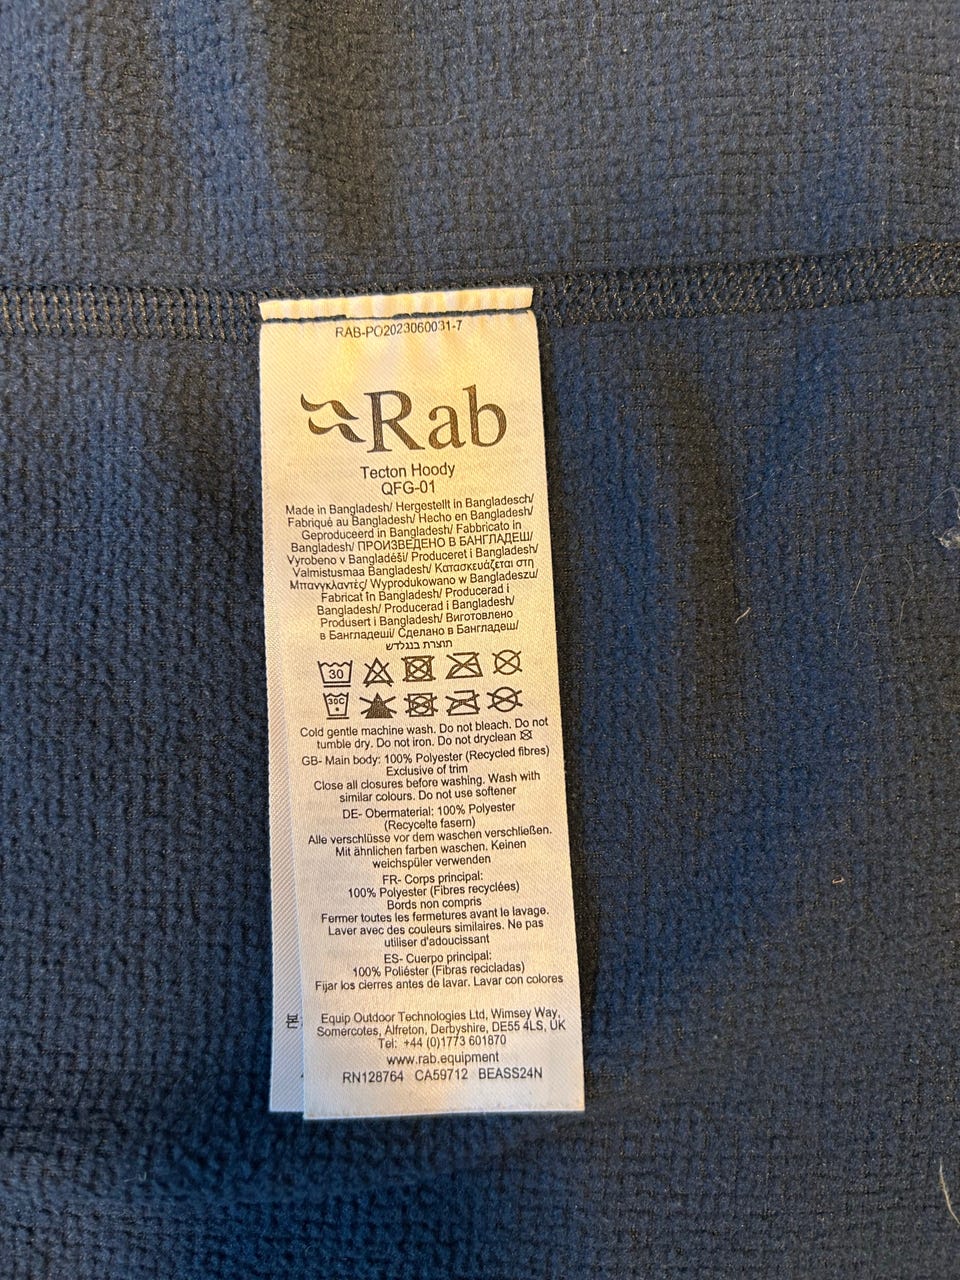 RAB-PO2023060031-7
Rab
Tecton Hoody
QFG-01
Made in Bangladesh/ Hergestellt in Bangladesch/
Fabriqué au Bangladesh/ Hecho en Bangladesh/
Geproduceerd in Bangladesh/ Fabbricato in
Bangladesh/ ПРОИЗВЕДЕНО В БАНГЛАДЕШ/
Vyrobeno v Bangladéši/ Produceret i Bangladesh/
Valmistusmaa Bangladesh/ Κατασκευάζεται στη
Μπανγκλαντές/ Wyprodukowano w Bangladeszu/
Fabricat în Bangladesh/ Producerad i
Bangladesh/ Producerad i Bangladesh/
Produsert i Bangladesh/ Виготовлено
в Бангладеші/ Сделано в Бангладеш/
תוצרת בנגלדש
30
30C
Cold gentle machine wash. Do not bleach. Do not
tumble dry. Do not iron. Do not dryclean
GB- Main body: 100% Polyester (Recycled fibres)
Exclusive of trim
Close all closures before washing. Wash with
similar colours. Do not use softener
DE- Obermaterial: 100% Polyester
(Recycelte fasern)
Alle verschlüsse vor dem waschen verschließen.
Mit ähnlichen farben waschen. Keinen
weichspüler verwenden
FR- Corps principal:
100% Polyester (Fibres recyclées)
Bords non compris
Fermer toutes les fermetures avant le lavage.
Laver avec des couleurs similaires. Ne pas
utiliser d'adoucissant
ES- Cuerpo principal:
100% Poliéster (Fibras recicladas)
Fijar los cierres antes de lavar. Lavar con colores
본
Equip Outdoor Technologies Ltd, Wimsey Way,
Somercotes, Alfreton, Derbyshire, DE55 4LS, UK
Tel: +44 (0)1773 601870
www.rab.equipment
RN128764 CA59712 BEASS24N